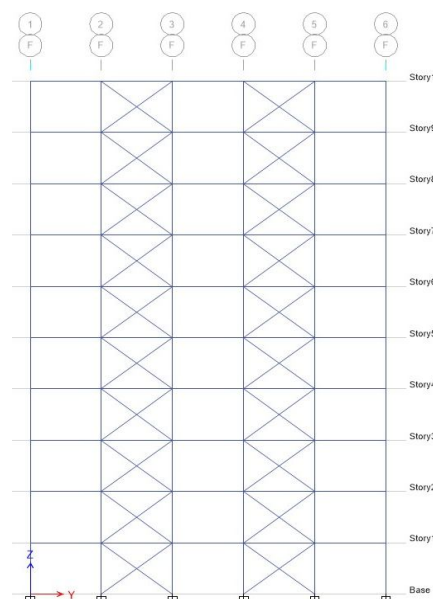 1 2 3 4 5 6
F F F F F F
Story1
Story9
Story8
Story7
Story6
Story5
Story4
Story3
Story2
Story1
Z
Y
Base